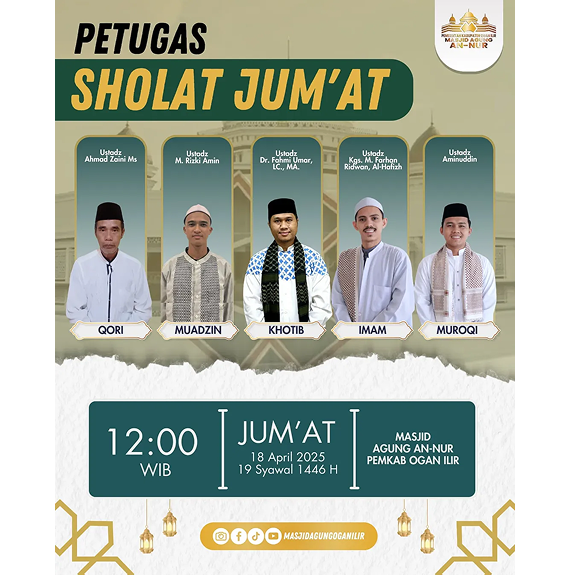 PETUGAS
SHOLAT JUM'AT
MASJID AGUNG
AN-NUR
Ustadz
Ahmad Zaini Ms
Ustadz
M. Rizki Amin
Ustadz
Dr. Fahmi Umar,
LC., MA.
Ustadz
Kgs. M. Farhan
Ridwan, Al-Hafizh
Ustadz
Aminuddin
QORI
MUADZIN
KHOTIB
IMAM
MUROQI
12:00
WIB
JUM'AT
18 April 2025
19 Syawal 1446 H
MASJID
AGUNG AN-NUR
PEMKAB OGAN ILIR
MASJIDAGUNGOGANILIR